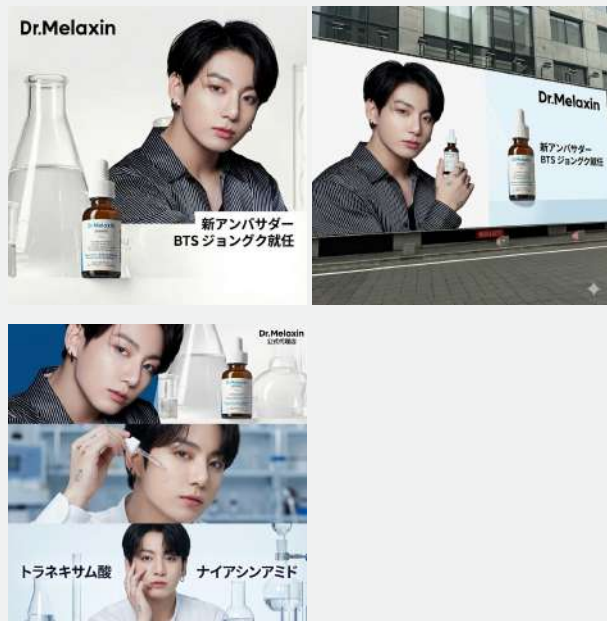 Dr.Melaxin
新アンバサダー
BTS ジョングク就任
Dr.Melaxin
新アンバサダー
BTS ジョングク就任
Dr.Melaxin
公式代理店
トラネキサム酸
ナイアシンアミド